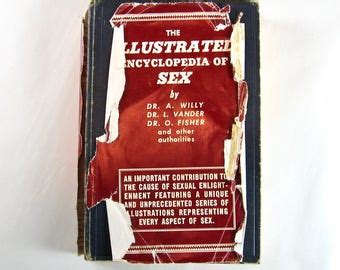 THE
ILLUSTRATED
ENCYCLOPEDIA OF
SEX
by
DR. A. WILLY
DR. L. VANDER
DR. O. FISHER
and other
authorities
AN IMPORTANT CONTRIBUTION TO
THE CAUSE OF SEXUAL ENLIGHT-
ENMENT FEATURING A UNIQUE
AND UNPRECEDENTED SERIES OF
ILLUSTRATIONS REPRESENTING
EVERY ASPECT OF SEX.